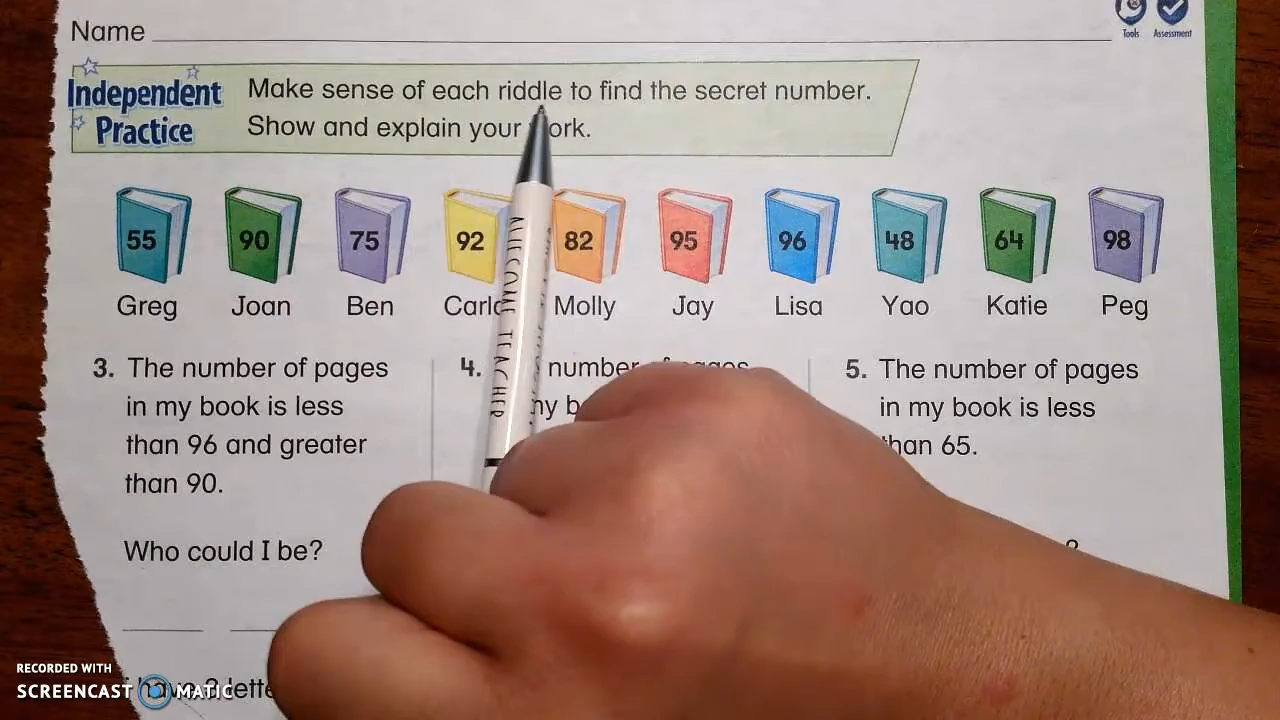 Name
Tools Assessment
Independent Practice
Make sense of each riddle to find the secret number.
Show and explain your
55 90 75 92 82 95 96 48 64 98
Greg Joan Ben Molly Jay Lisa Yao Katie Peg
3. The number of pages
in my book is less
than 96 and greater
than 90.
Who could I be?
4. number
5. The number of pages
in my book is less
than 65.
AWESOME TEACHER
RECORDED WITH
SCREENCAST MATIC